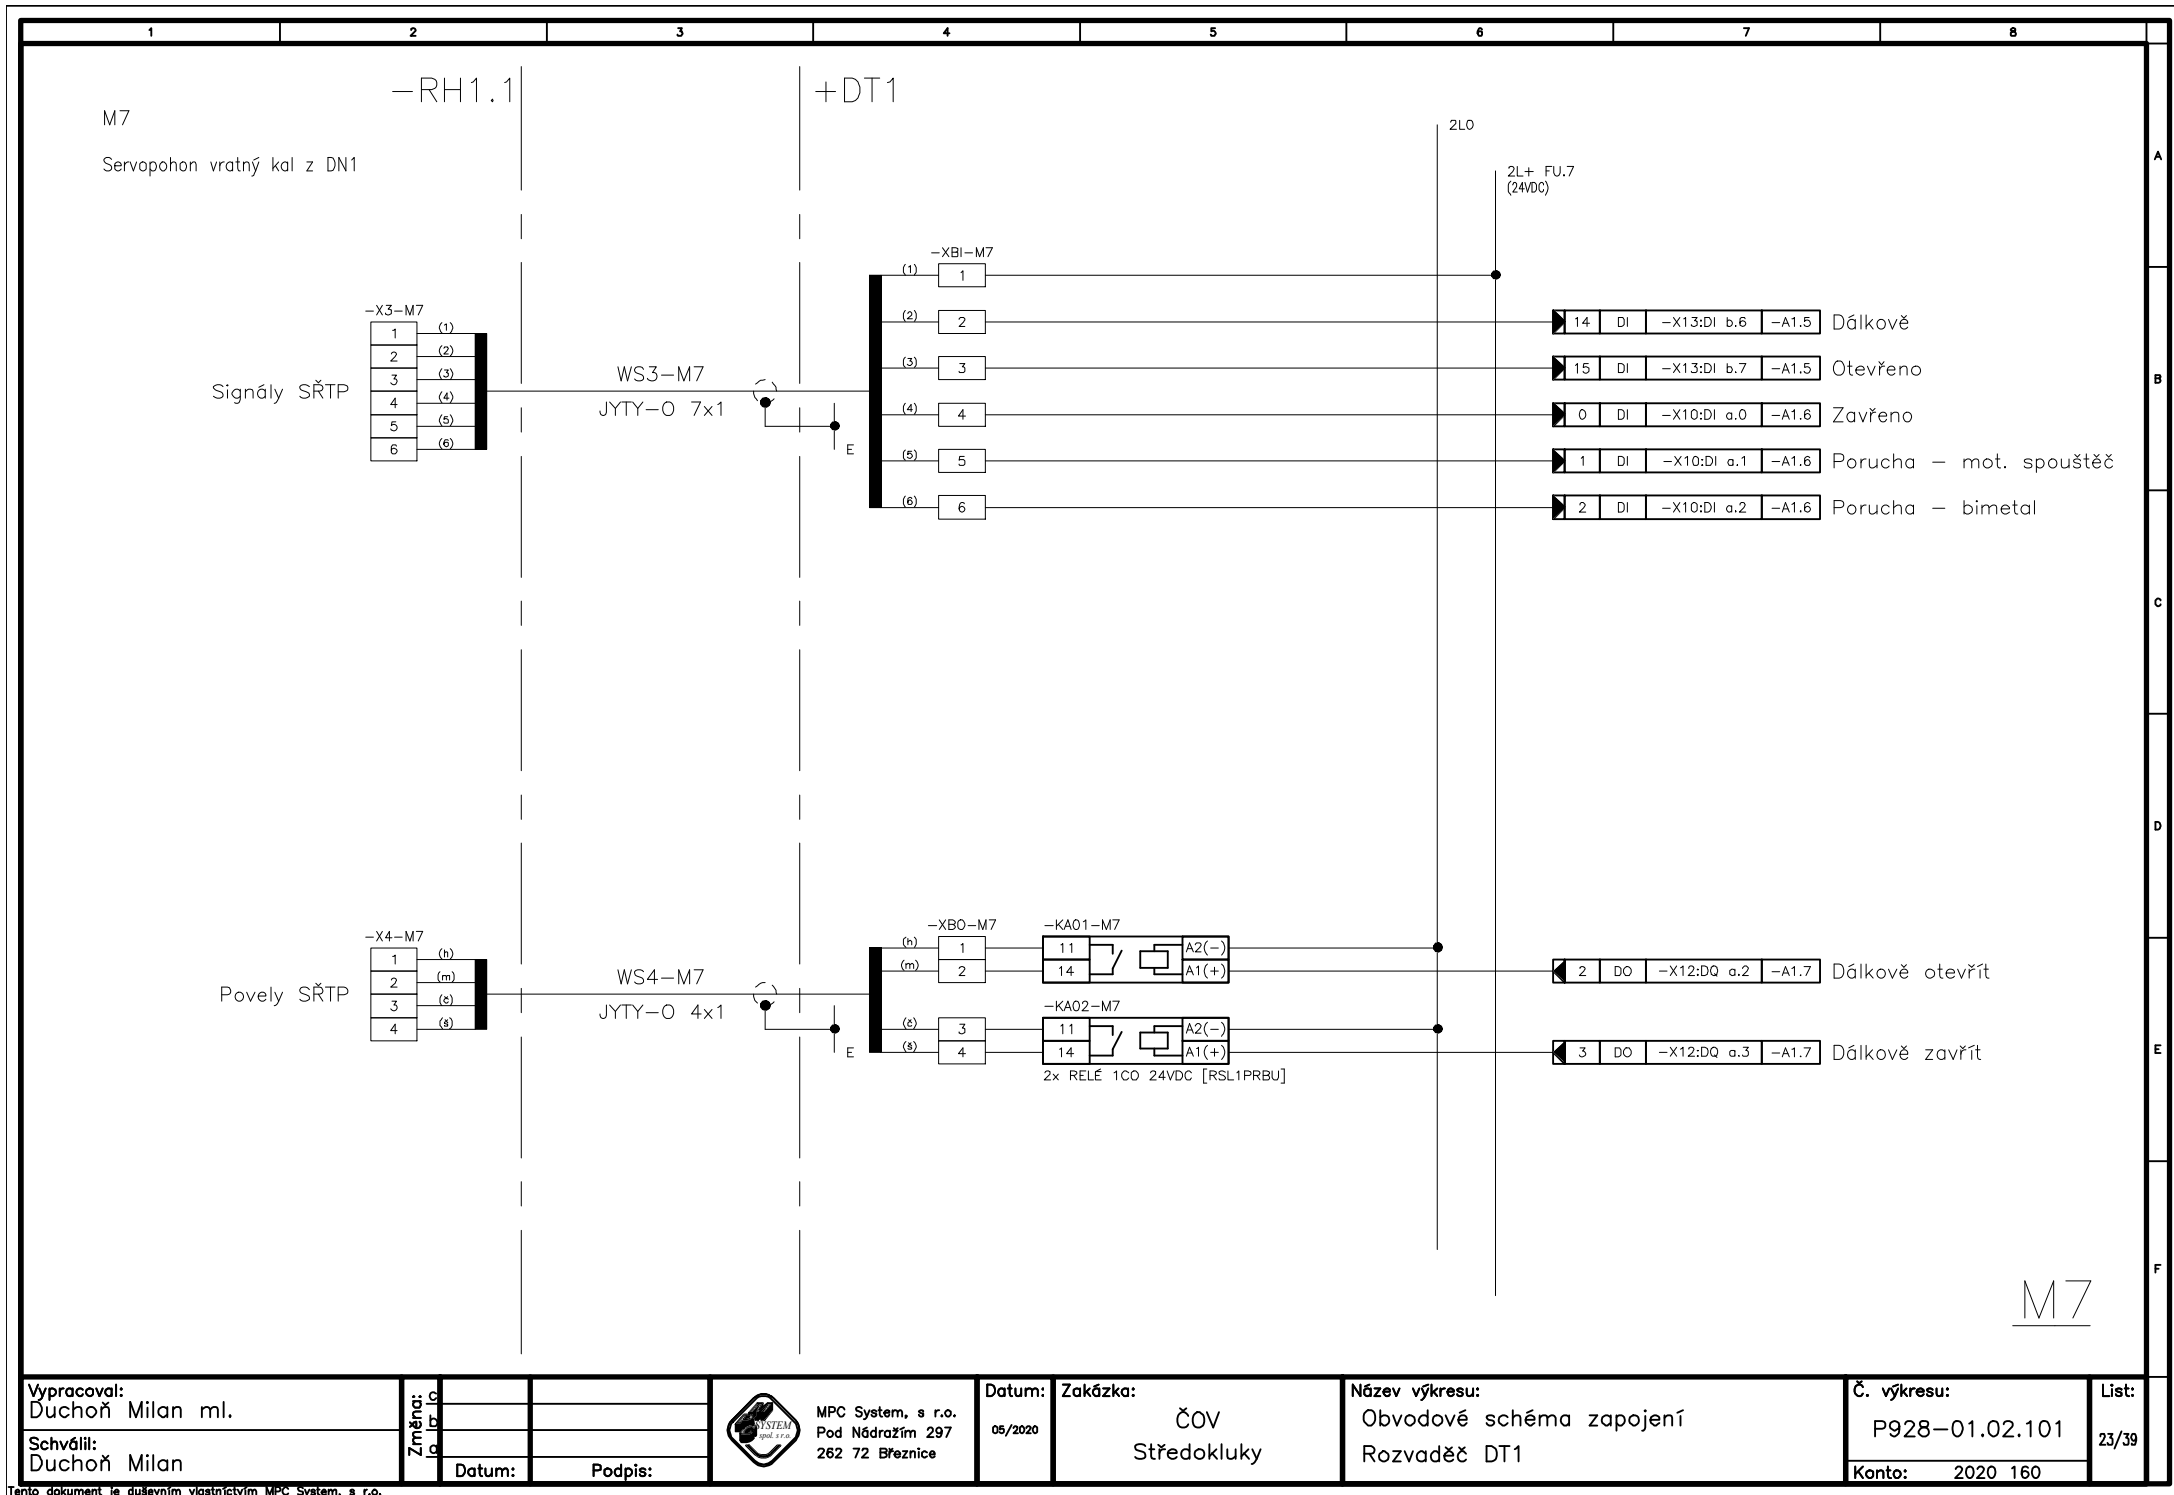 1 2 3 4 5 6 7 8
-RH1.1
+DT1
M7
Servopohon vratný kal z DN1
2L0
2L+ FU.7
(24VDC)
A
B
C
D
E
F
-X3-M7
1 (1)
2 (2)
3 (3)
4 (4)
5 (5)
6 (6)
Signály SŘTP
WS3-M7
JYTY-O 7x1
E
-XBI-M7
(1) 1
(2) 2
(3) 3
(4) 4
(5) 5
(6) 6
14 DI -X13:DI b.6 -A1.5 Dálkově
15 DI -X13:DI b.7 -A1.5 Otevřeno
0 DI -X10:DI a.0 -A1.6 Zavřeno
1 DI -X10:DI a.1 -A1.6 Porucha - mot. spouštěč
2 DI -X10:DI a.2 -A1.6 Porucha - bimetal
-X4-M7
1 (h)
2 (m)
3 (č)
4 (š)
Povely SŘTP
WS4-M7
JYTY-O 4x1
E
-XBO-M7
(h) 1
(m) 2
(č) 3
(š) 4
-KA01-M7
11 A2(-)
14 A1(+)
-KA02-M7
11 A2(-)
14 A1(+)
2x RELÉ 1CO 24VDC [RSL1PRBU]
2 DO -X12:DQ a.2 -A1.7 Dálkově otevřít
3 DO -X12:DQ a.3 -A1.7 Dálkově zavřít
M7
Vypracoval:
Duchoň Milan ml.
Schválil:
Duchoň Milan
Změna:
c
b
a
Datum: Podpis:
SYSTEM
spol. s r.o.
MPC System, s r.o.
Pod Nádražím 297
262 72 Březnice
Datum:
05/2020
Zakázka:
ČOV
Středokluky
Název výkresu:
Obvodové schéma zapojení
Rozvaděč DT1
Č. výkresu:
P928-01.02.101
Konto: 2020 160
List:
23/39
Tento dokument je duševním vlastnictvím MPC System, s r.o.